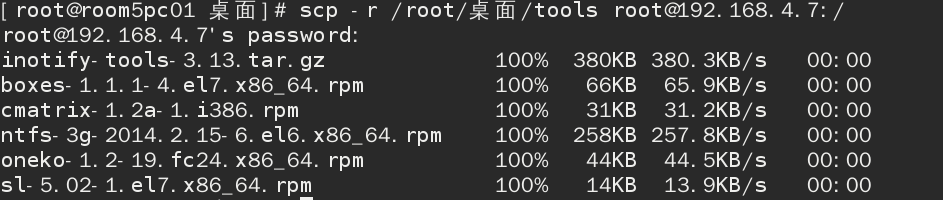 [root@room5pc01 桌面]# scp -r /root/桌面/tools root@192.168.4.7:/
root@192.168.4.7's password:
inotify-tools-3.13.tar.gz 100% 380KB 380.3KB/s 00:00
boxes-1.1.1-4.el7.x86_64.rpm 100% 66KB 65.9KB/s 00:00
cmatrix-1.2a-1.i386.rpm 100% 31KB 31.2KB/s 00:00
ntfs-3g-2014.2.15-6.el6.x86_64.rpm 100% 258KB 257.8KB/s 00:00
oneko-1.2-19.fc24.x86_64.rpm 100% 44KB 44.5KB/s 00:00
sl-5.02-1.el7.x86_64.rpm 100% 14KB 13.9KB/s 00:00